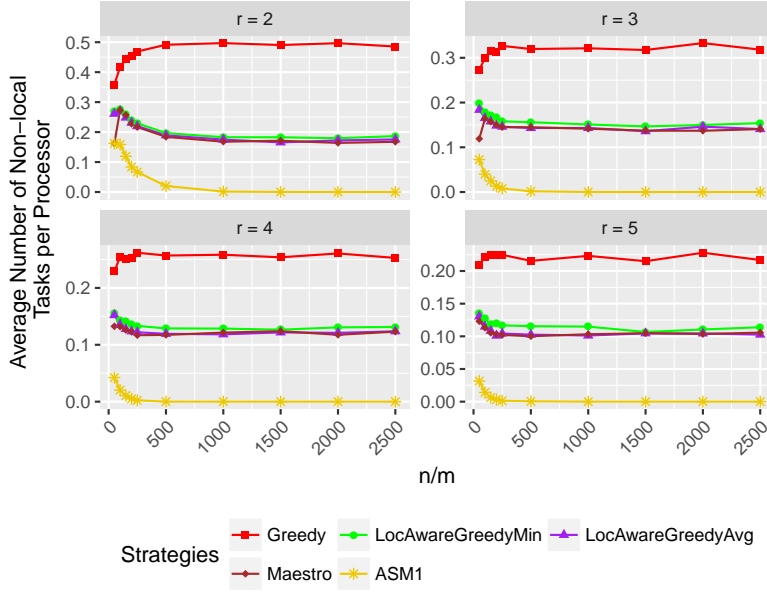 r = 2
r = 3
0.5
0.4
0.3
0.2
0.1
0.0
0.3
0.2
0.1
0.0
r = 4
r = 5
0.2
0.1
0.0
0.20
0.15
0.10
0.05
0.00
0 500 1000 1500 2000 2500
0 500 1000 1500 2000 2500
Average Number of Non−local
Tasks per Processor
n/m
Strategies
Greedy LocAwareGreedyMin LocAwareGreedyAvg
Maestro ASM1